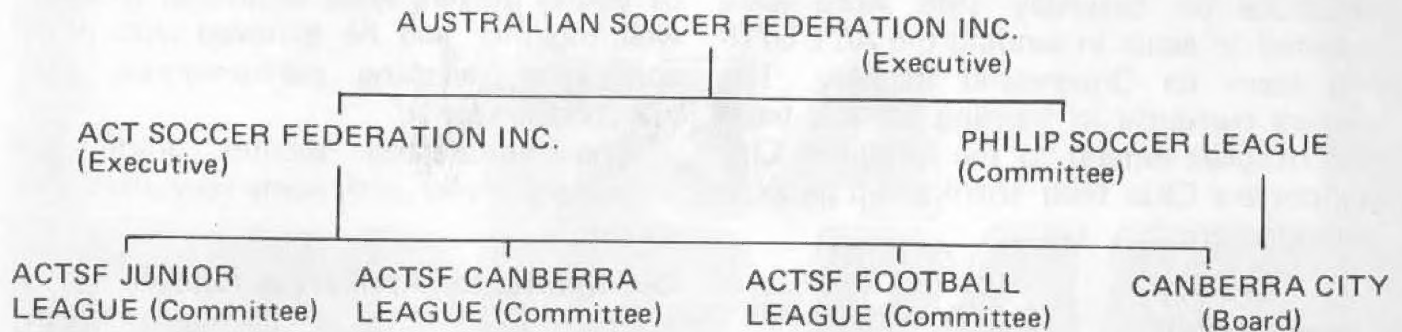 AUSTRALIAN SOCCER FEDERATION INC.
(Executive)
ACT SOCCER FEDERATION INC.
(Executive)
PHILIP SOCCER LEAGUE
(Committee)
ACTSF JUNIOR
LEAGUE (Committee)
ACTSF CANBERRA
LEAGUE (Committee)
ACTSF FOOTBALL
LEAGUE (Committee)
CANBERRA CITY
(Board)